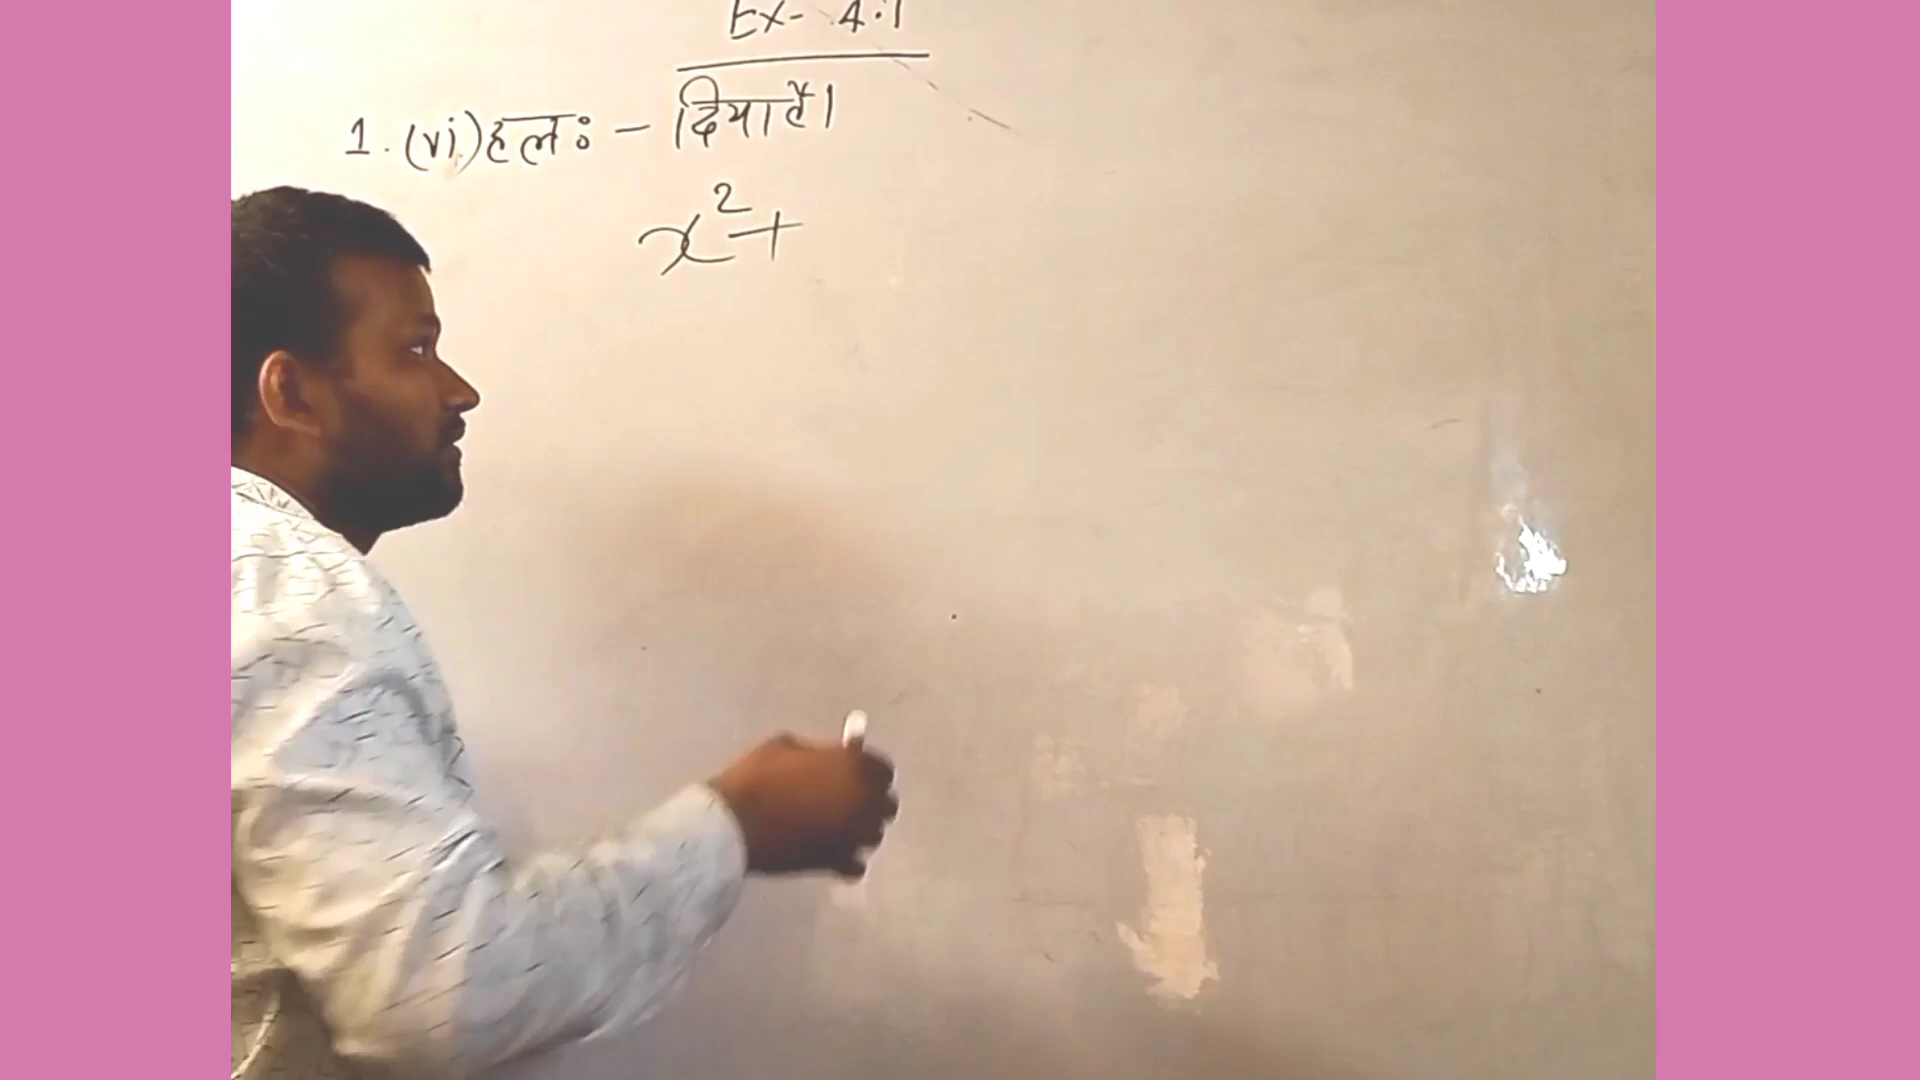 Ex- 4.1
1. (vi) हलः - दिया है।
x²+